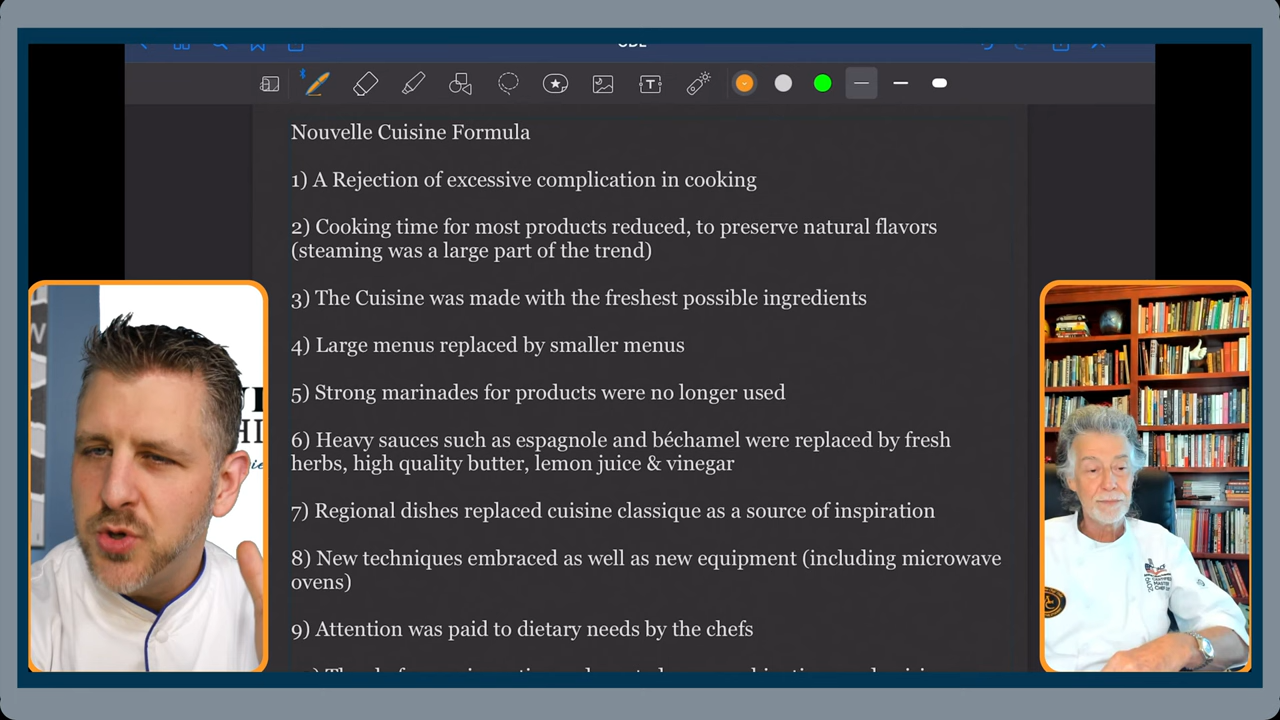 Nouvelle Cuisine Formula
1) A Rejection of excessive complication in cooking
2) Cooking time for most products reduced, to preserve natural flavors
(steaming was a large part of the trend)
3) The Cuisine was made with the freshest possible ingredients
4) Large menus replaced by smaller menus
5) Strong marinades for products were no longer used
6) Heavy sauces such as espagnole and béchamel were replaced by fresh
herbs, high quality butter, lemon juice & vinegar
7) Regional dishes replaced cuisine classique as a source of inspiration
8) New techniques embraced as well as new equipment (including microwave
ovens)
9) Attention was paid to dietary needs by the chefs